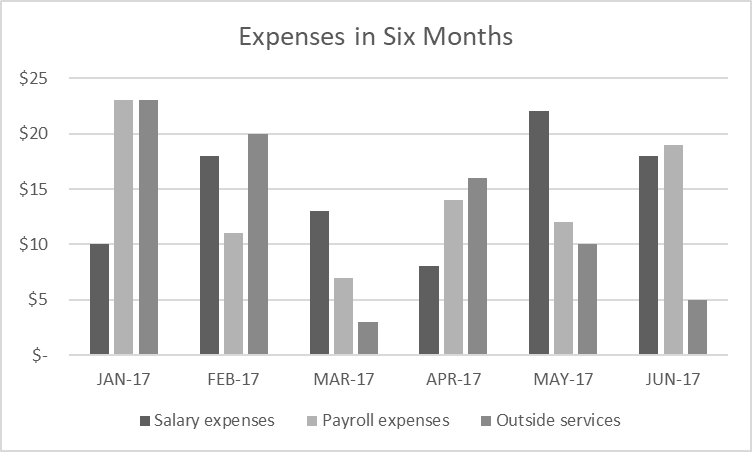 Expenses in Six Months
$25
$20
$15
$10
$5
$-
JAN-17 FEB-17 MAR-17 APR-17 MAY-17 JUN-17
Salary expenses Payroll expenses Outside services